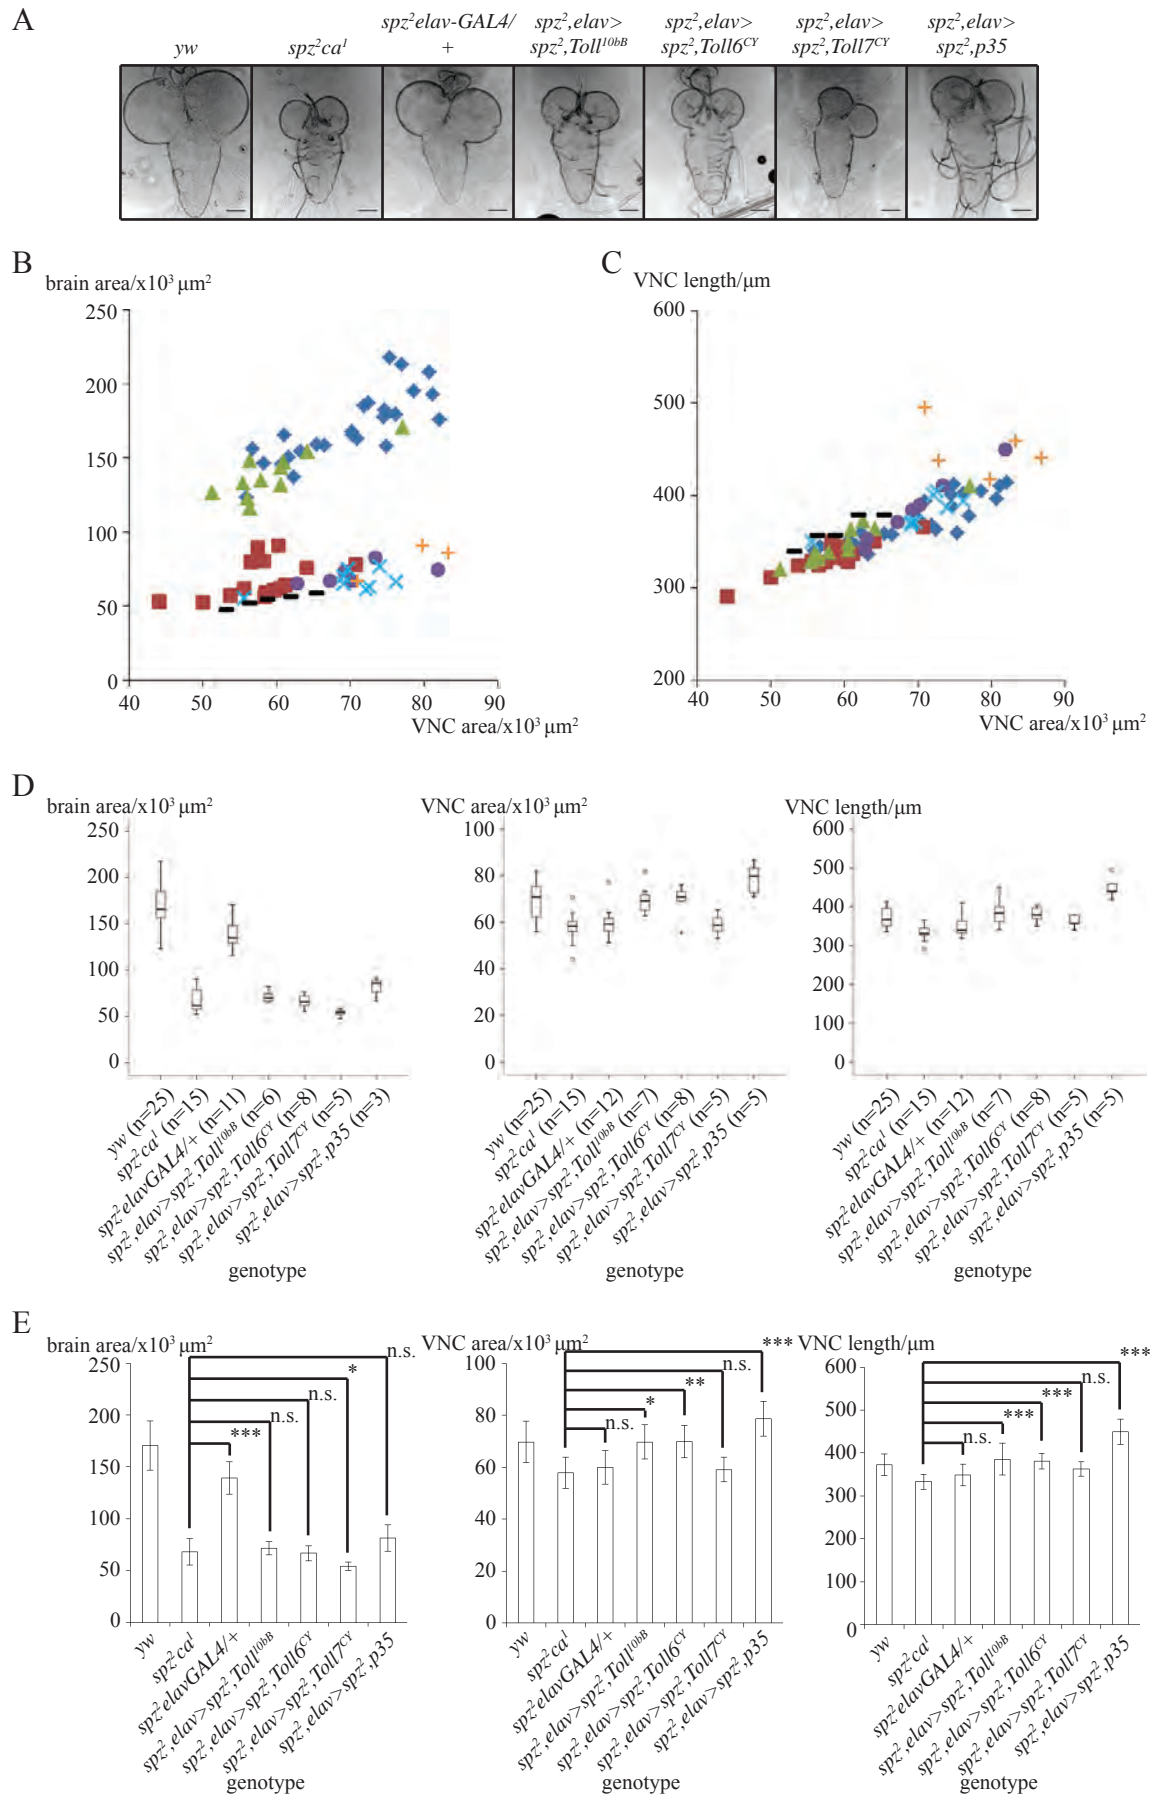 A
yw
spz²ca¹
spz²elav-GAL4/
+
spz²,elav>
spz²,Toll¹⁰ᵇᴮ
spz²,elav>
spz²,Toll6ᶜʸ
spz²,elav>
spz²,Toll7ᶜʸ
spz²,elav>
spz²,p35
B
brain area/x10³ μm²
250
200
150
100
50
0
40 50 60 70 80 90
VNC area/x10³ μm²
C
VNC length/μm
600
500
400
300
200
40 50 60 70 80 90
VNC area/x10³ μm²
D
brain area/x10³ μm²
250
200
150
100
50
0
yw (n=25)
spz²ca¹ (n=15)
spz²elavGAL4/+ (n=11)
spz²,elav>spz²,Toll¹⁰ᵇᴮ (n=6)
spz²,elav>spz²,Toll6ᶜʸ (n=8)
spz²,elav>spz²,Toll7ᶜʸ (n=5)
spz²,elav>spz²,p35 (n=3)
genotype
VNC area/x10³ μm²
100
80
60
40
20
0
yw (n=25)
spz²ca¹ (n=15)
spz²elavGAL4/+ (n=12)
spz²,elav>spz²,Toll¹⁰ᵇᴮ (n=7)
spz²,elav>spz²,Toll6ᶜʸ (n=8)
spz²,elav>spz²,Toll7ᶜʸ (n=5)
spz²,elav>spz²,p35 (n=5)
genotype
VNC length/μm
600
500
400
300
200
100
0
yw (n=25)
spz²ca¹ (n=15)
spz²elavGAL4/+ (n=12)
spz²,elav>spz²,Toll¹⁰ᵇᴮ (n=7)
spz²,elav>spz²,Toll6ᶜʸ (n=8)
spz²,elav>spz²,Toll7ᶜʸ (n=5)
spz²,elav>spz²,p35 (n=5)
genotype
E
brain area/x10³ μm²
250
200
150
100
50
0
n.s.
*
n.s.
n.s.
***
yw
spz²ca¹
spz²elavGAL4/+
spz²,elav>spz²,Toll¹⁰ᵇᴮ
spz²,elav>spz²,Toll6ᶜʸ
spz²,elav>spz²,Toll7ᶜʸ
spz²,elav>spz²,p35
genotype
VNC area/x10³ μm²
100
80
60
40
20
0
***
n.s.
**
*
n.s.
yw
spz²ca¹
spz²elavGAL4/+
spz²,elav>spz²,Toll¹⁰ᵇᴮ
spz²,elav>spz²,Toll6ᶜʸ
spz²,elav>spz²,Toll7ᶜʸ
spz²,elav>spz²,p35
genotype
VNC length/μm
600
500
400
300
200
100
0
***
n.s.
***
***
n.s.
yw
spz²ca¹
spz²elavGAL4/+
spz²,elav>spz²,Toll¹⁰ᵇᴮ
spz²,elav>spz²,Toll6ᶜʸ
spz²,elav>spz²,Toll7ᶜʸ
spz²,elav>spz²,p35
genotype